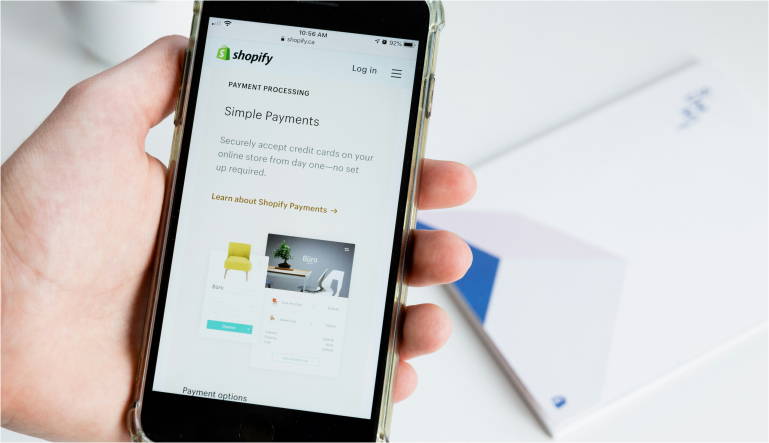 10:56 AM
shopify.ca
92%
shopify
Log in
PAYMENT PROCESSING
Simple Payments
Securely accept credit cards on your
online store from day one—no set
up required.
Learn about Shopify Payments →
Büro
Büro
Payment options